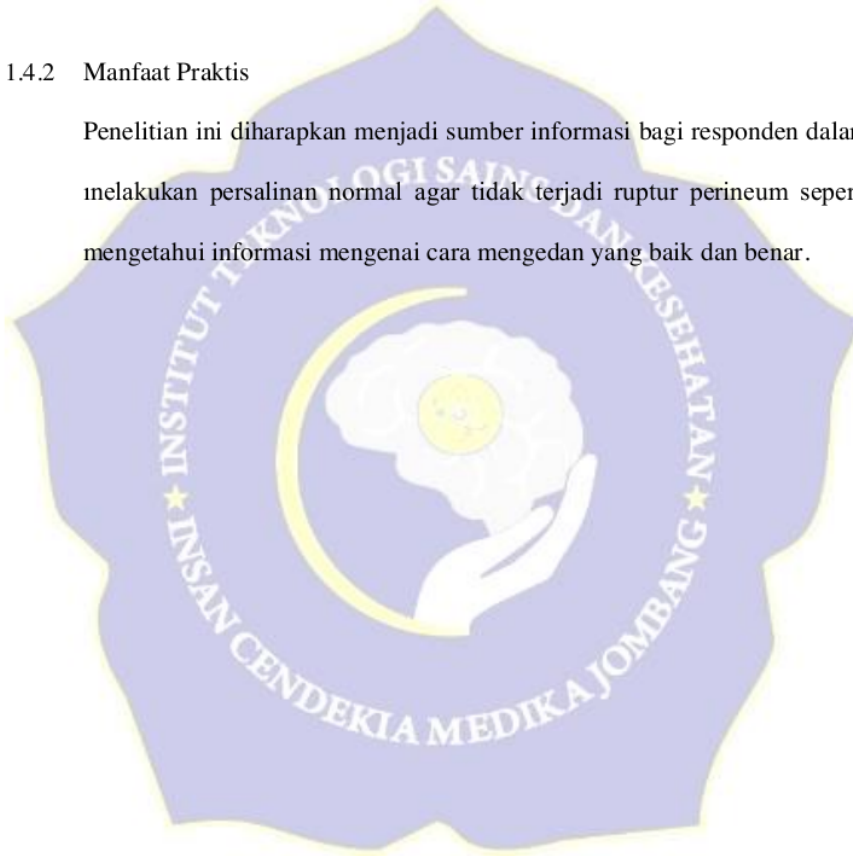 1.4.2 Manfaat Praktis
Penelitian ini diharapkan menjadi sumber informasi bagi responden dalam
melakukan persalinan normal agar tidak terjadi ruptur perineum seper
mengetahui informasi mengenai cara mengedan yang baik dan benar.
INSTITUT TEKNOLOGI SAINS DAN KESEHATAN
INSAN CENDEKIA MEDIKA JOMBANG